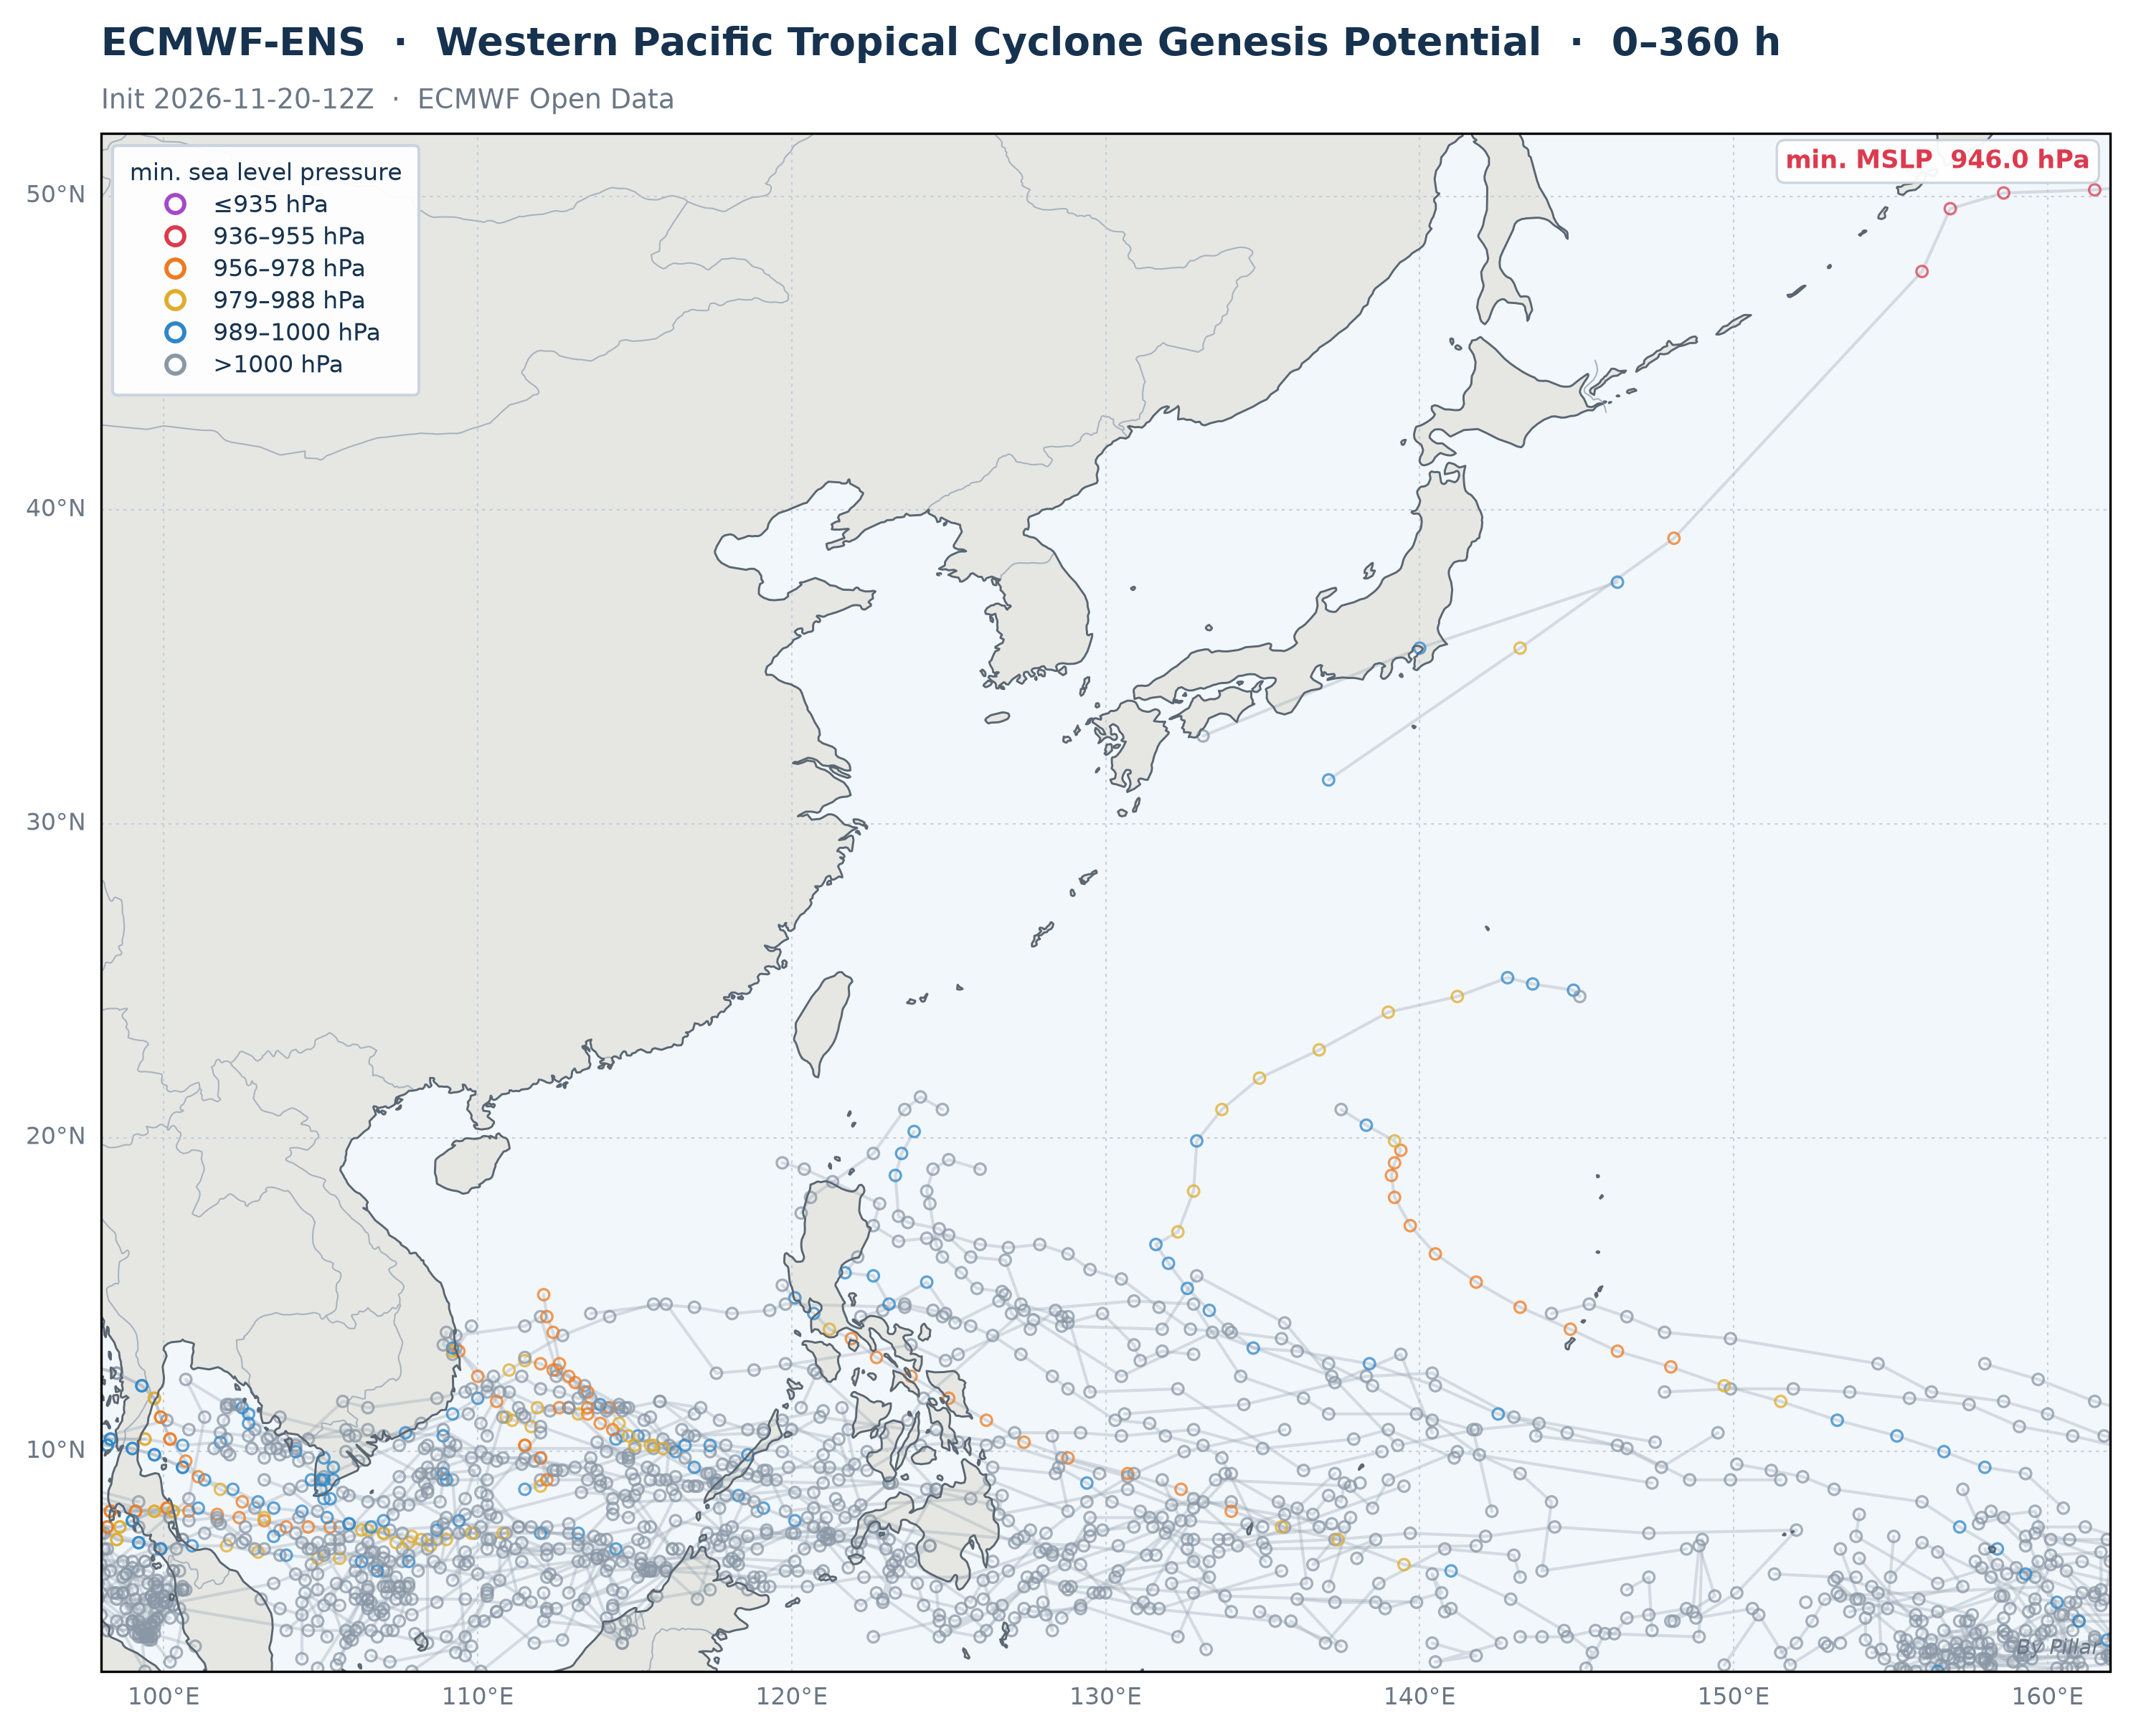 ECMWF-ENS · Western Pacific Tropical Cyclone Genesis Potential · 0–360 h
Init 2026-11-20-12Z · ECMWF Open Data
min. sea level pressure
≤935 hPa
936–955 hPa
956–978 hPa
979–988 hPa
989–1000 hPa
>1000 hPa
min. MSLP 946.0 hPa
50°N
40°N
30°N
20°N
10°N
By Pillar
100°E 110°E 120°E 130°E 140°E 150°E 160°E